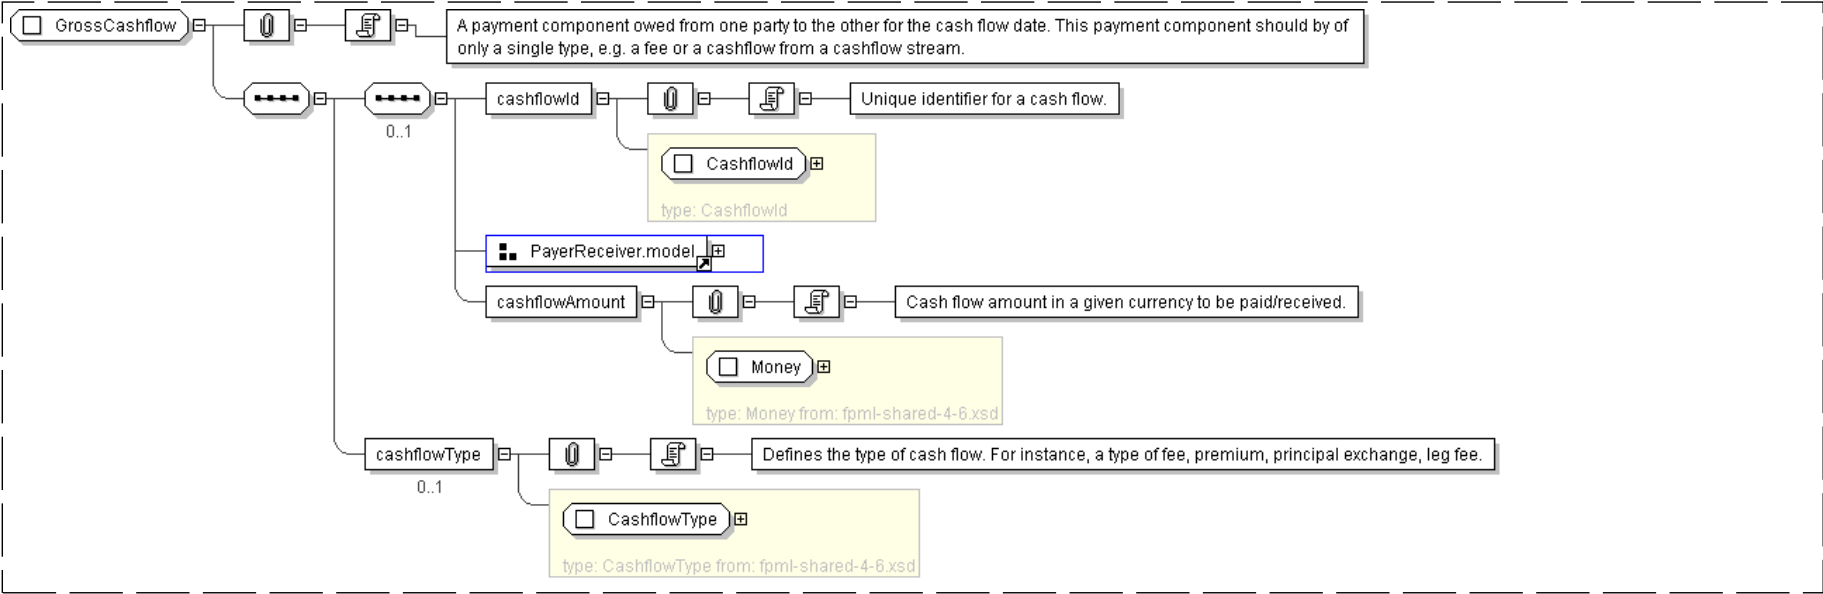 GrossCashflow
A payment component owed from one party to the other for the cash flow date. This payment component should by of
only a single type, e.g. a fee or a cashflow from a cashflow stream.
0..1
cashflowId
Unique identifier for a cash flow.
CashflowId
type: CashflowId
PayerReceiver.model
cashflowAmount
Cash flow amount in a given currency to be paid/received.
Money
type: Money from: fpml-shared-4-6.xsd
cashflowType
0..1
Defines the type of cash flow. For instance, a type of fee, premium, principal exchange, leg fee.
CashflowType
type: CashflowType from: fpml-shared-4-6.xsd